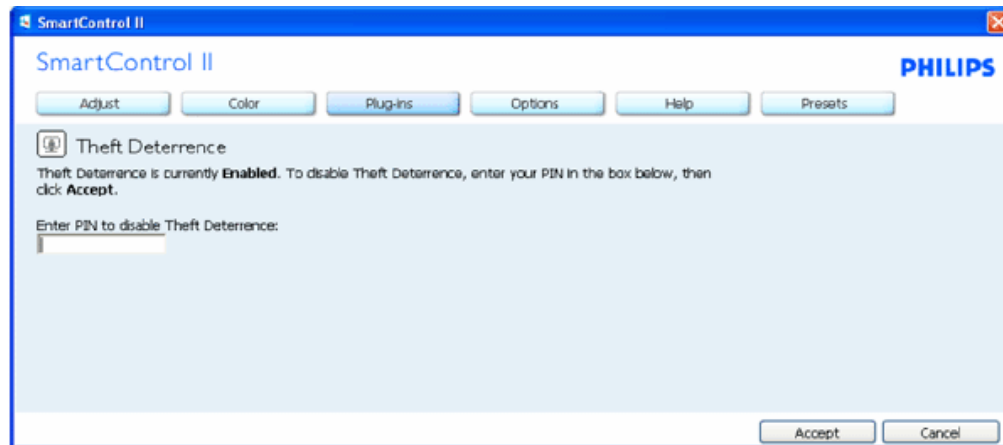 SmartControl II
SmartControl II
PHILIPS
Adjust
Color
Plug-ins
Options
Help
Presets
Theft Deterrence
Theft Deterrence is currently Enabled. To disable Theft Deterrence, enter your PIN in the box below, then
click Accept.
Enter PIN to disable Theft Deterrence:
Accept
Cancel